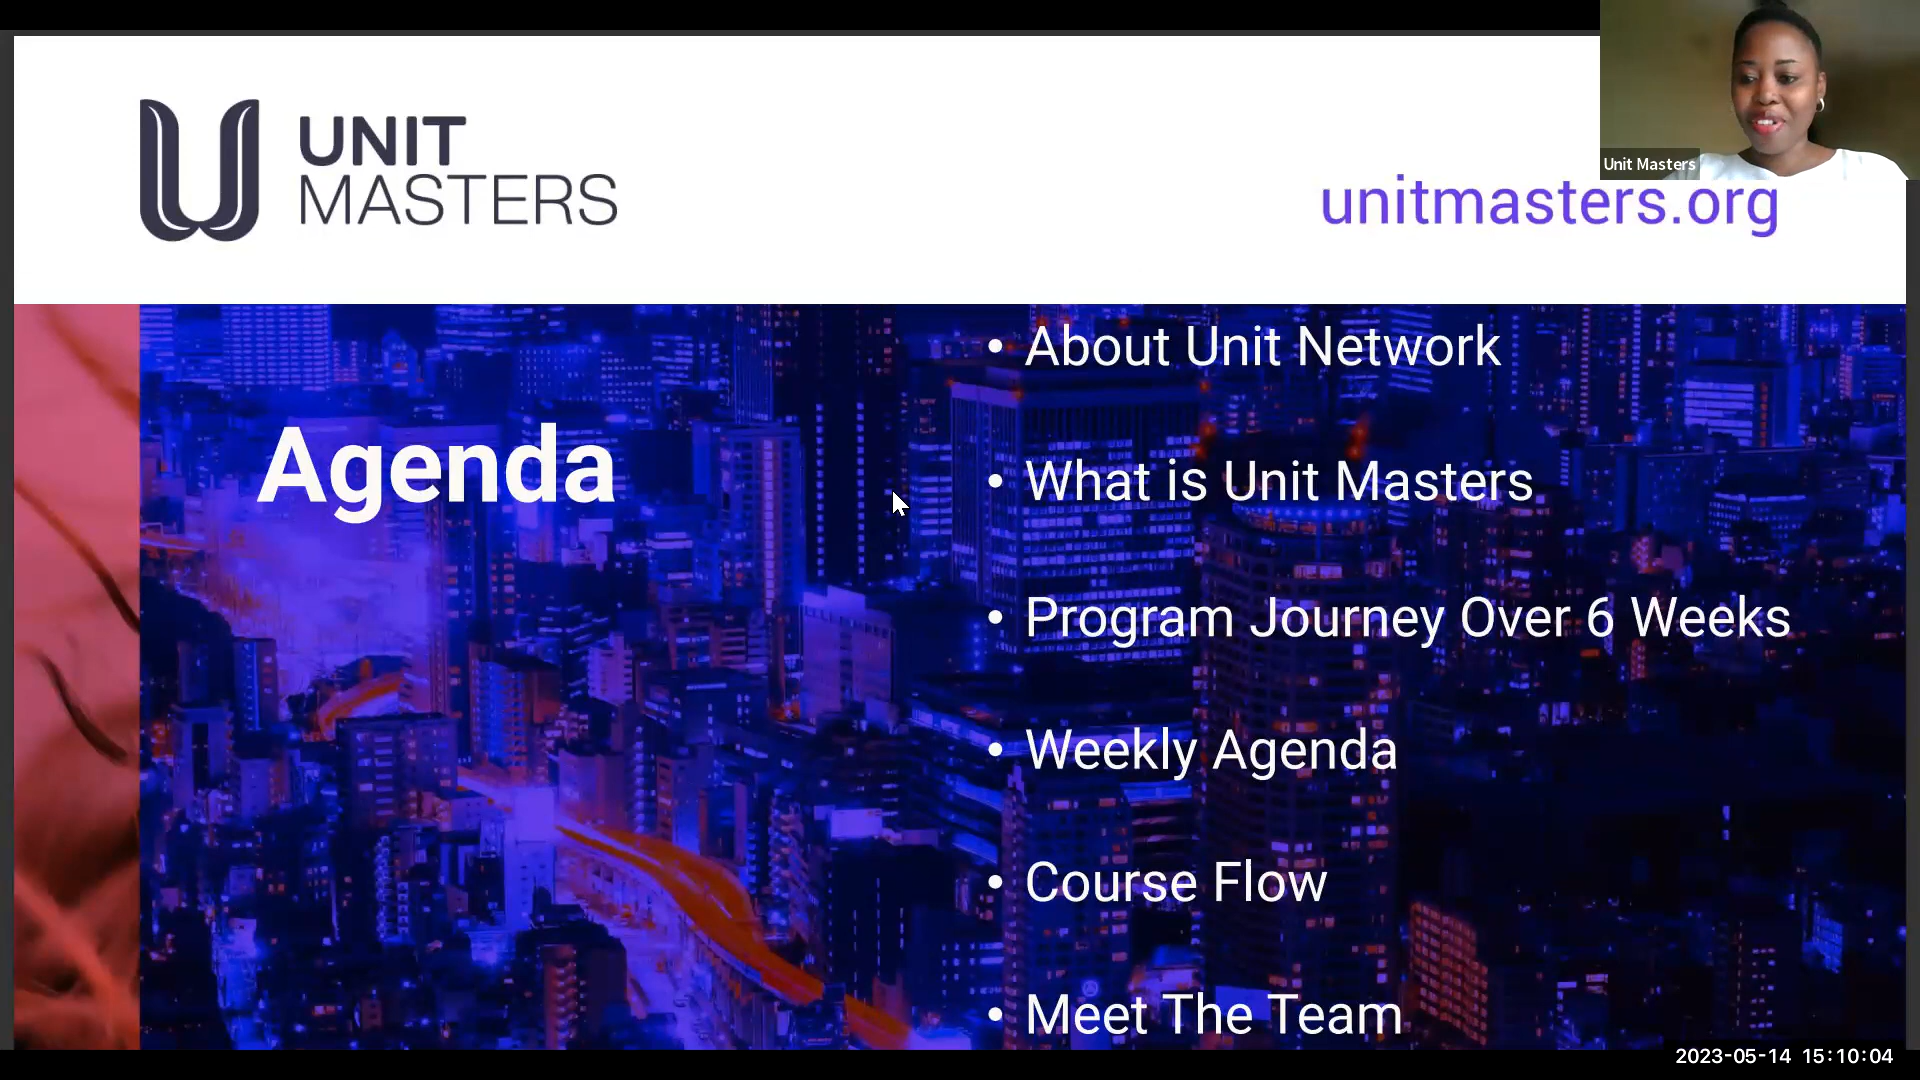 UNIT
MASTERS
Unit Masters
unitmasters.org
Agenda
• About Unit Network
• What is Unit Masters
• Program Journey Over 6 Weeks
• Weekly Agenda
• Course Flow
• Meet The Team
2023-05-14 15:10:04